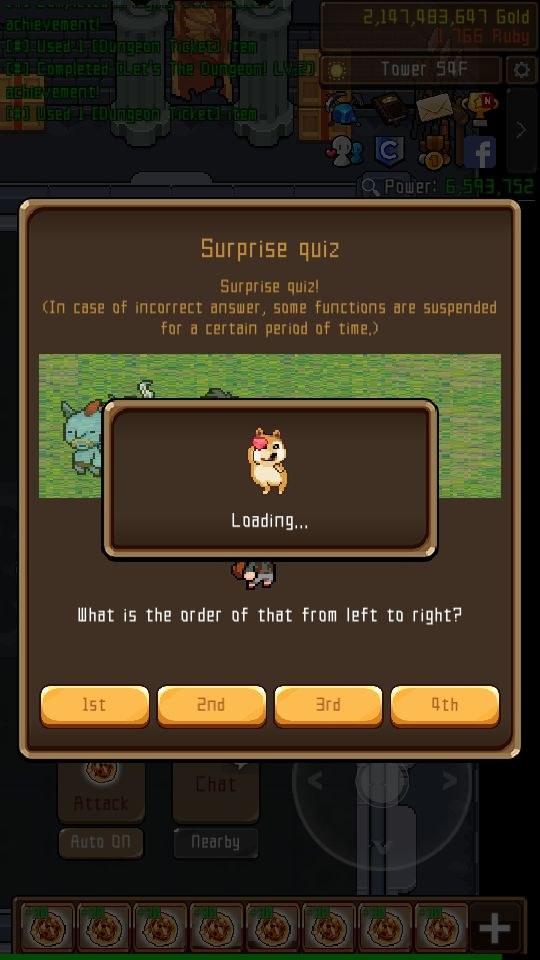 achievement!
2,147,483,647 Gold
[#] Used 1 [Dungeon Ticket] item
1,766 Ruby
[#] Completed [Let's The Dungeon! LV.2]
Tower 54F
achievement!
[#] Used 1 [Dungeon Ticket] item
Power: 6,593,752
Surprise quiz
Surprise quiz!
(In case of incorrect answer, some functions are suspended
for a certain period of time.)
Loading...
What is the order of that from left to right?
1st 2nd 3rd 4th
Attack Chat
Auto ON Nearby